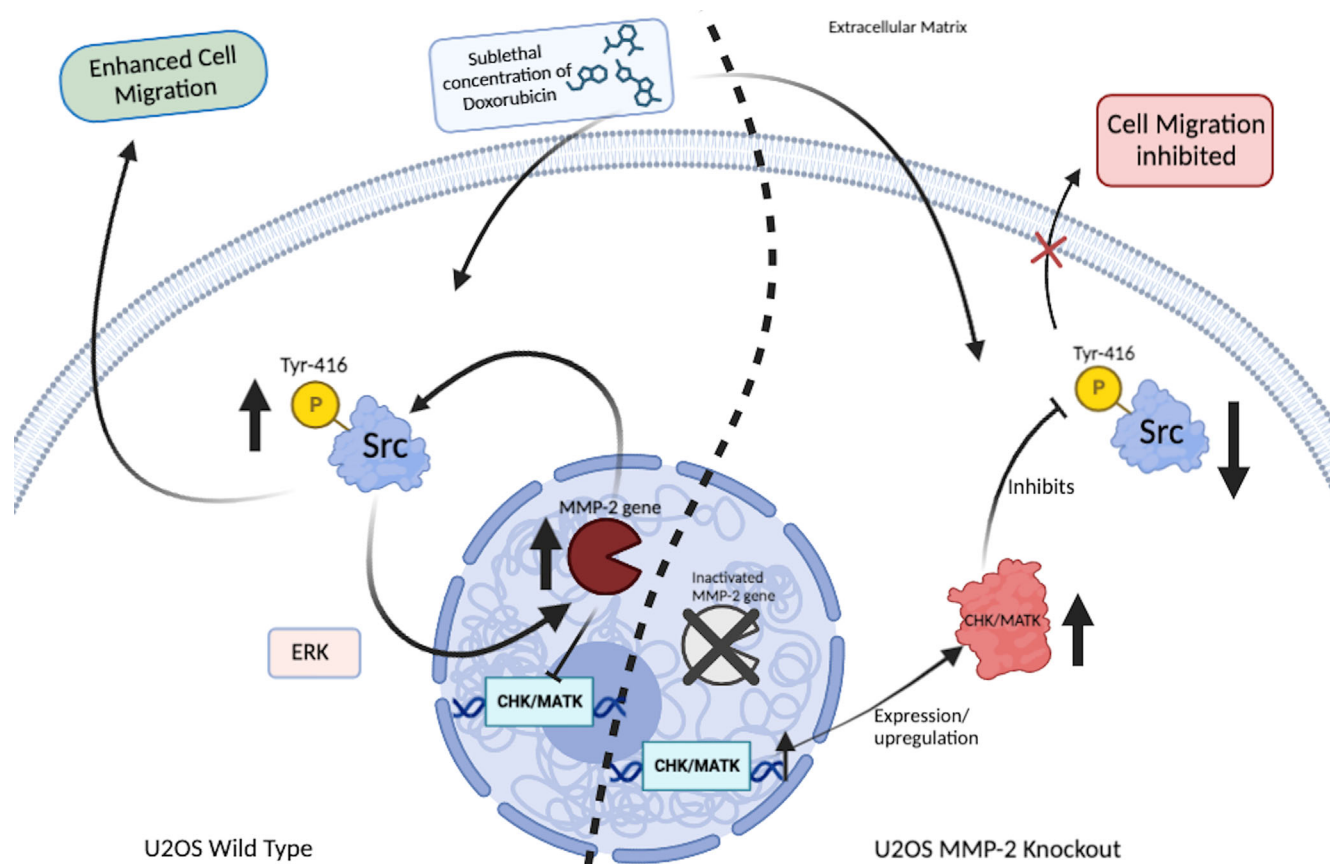 Extracellular Matrix
Enhanced Cell
Migration
Sublethal
concentration of
Doxorubicin
Cell Migration
inhibited
Tyr-416
P
Src
Tyr-416
P
Src
Inhibits
MMP-2 gene
Inactivated
MMP-2 gene
CHK/MATK
ERK
CHK/MATK
Expression/
upregulation
CHK/MATK
U2OS Wild Type
U2OS MMP-2 Knockout